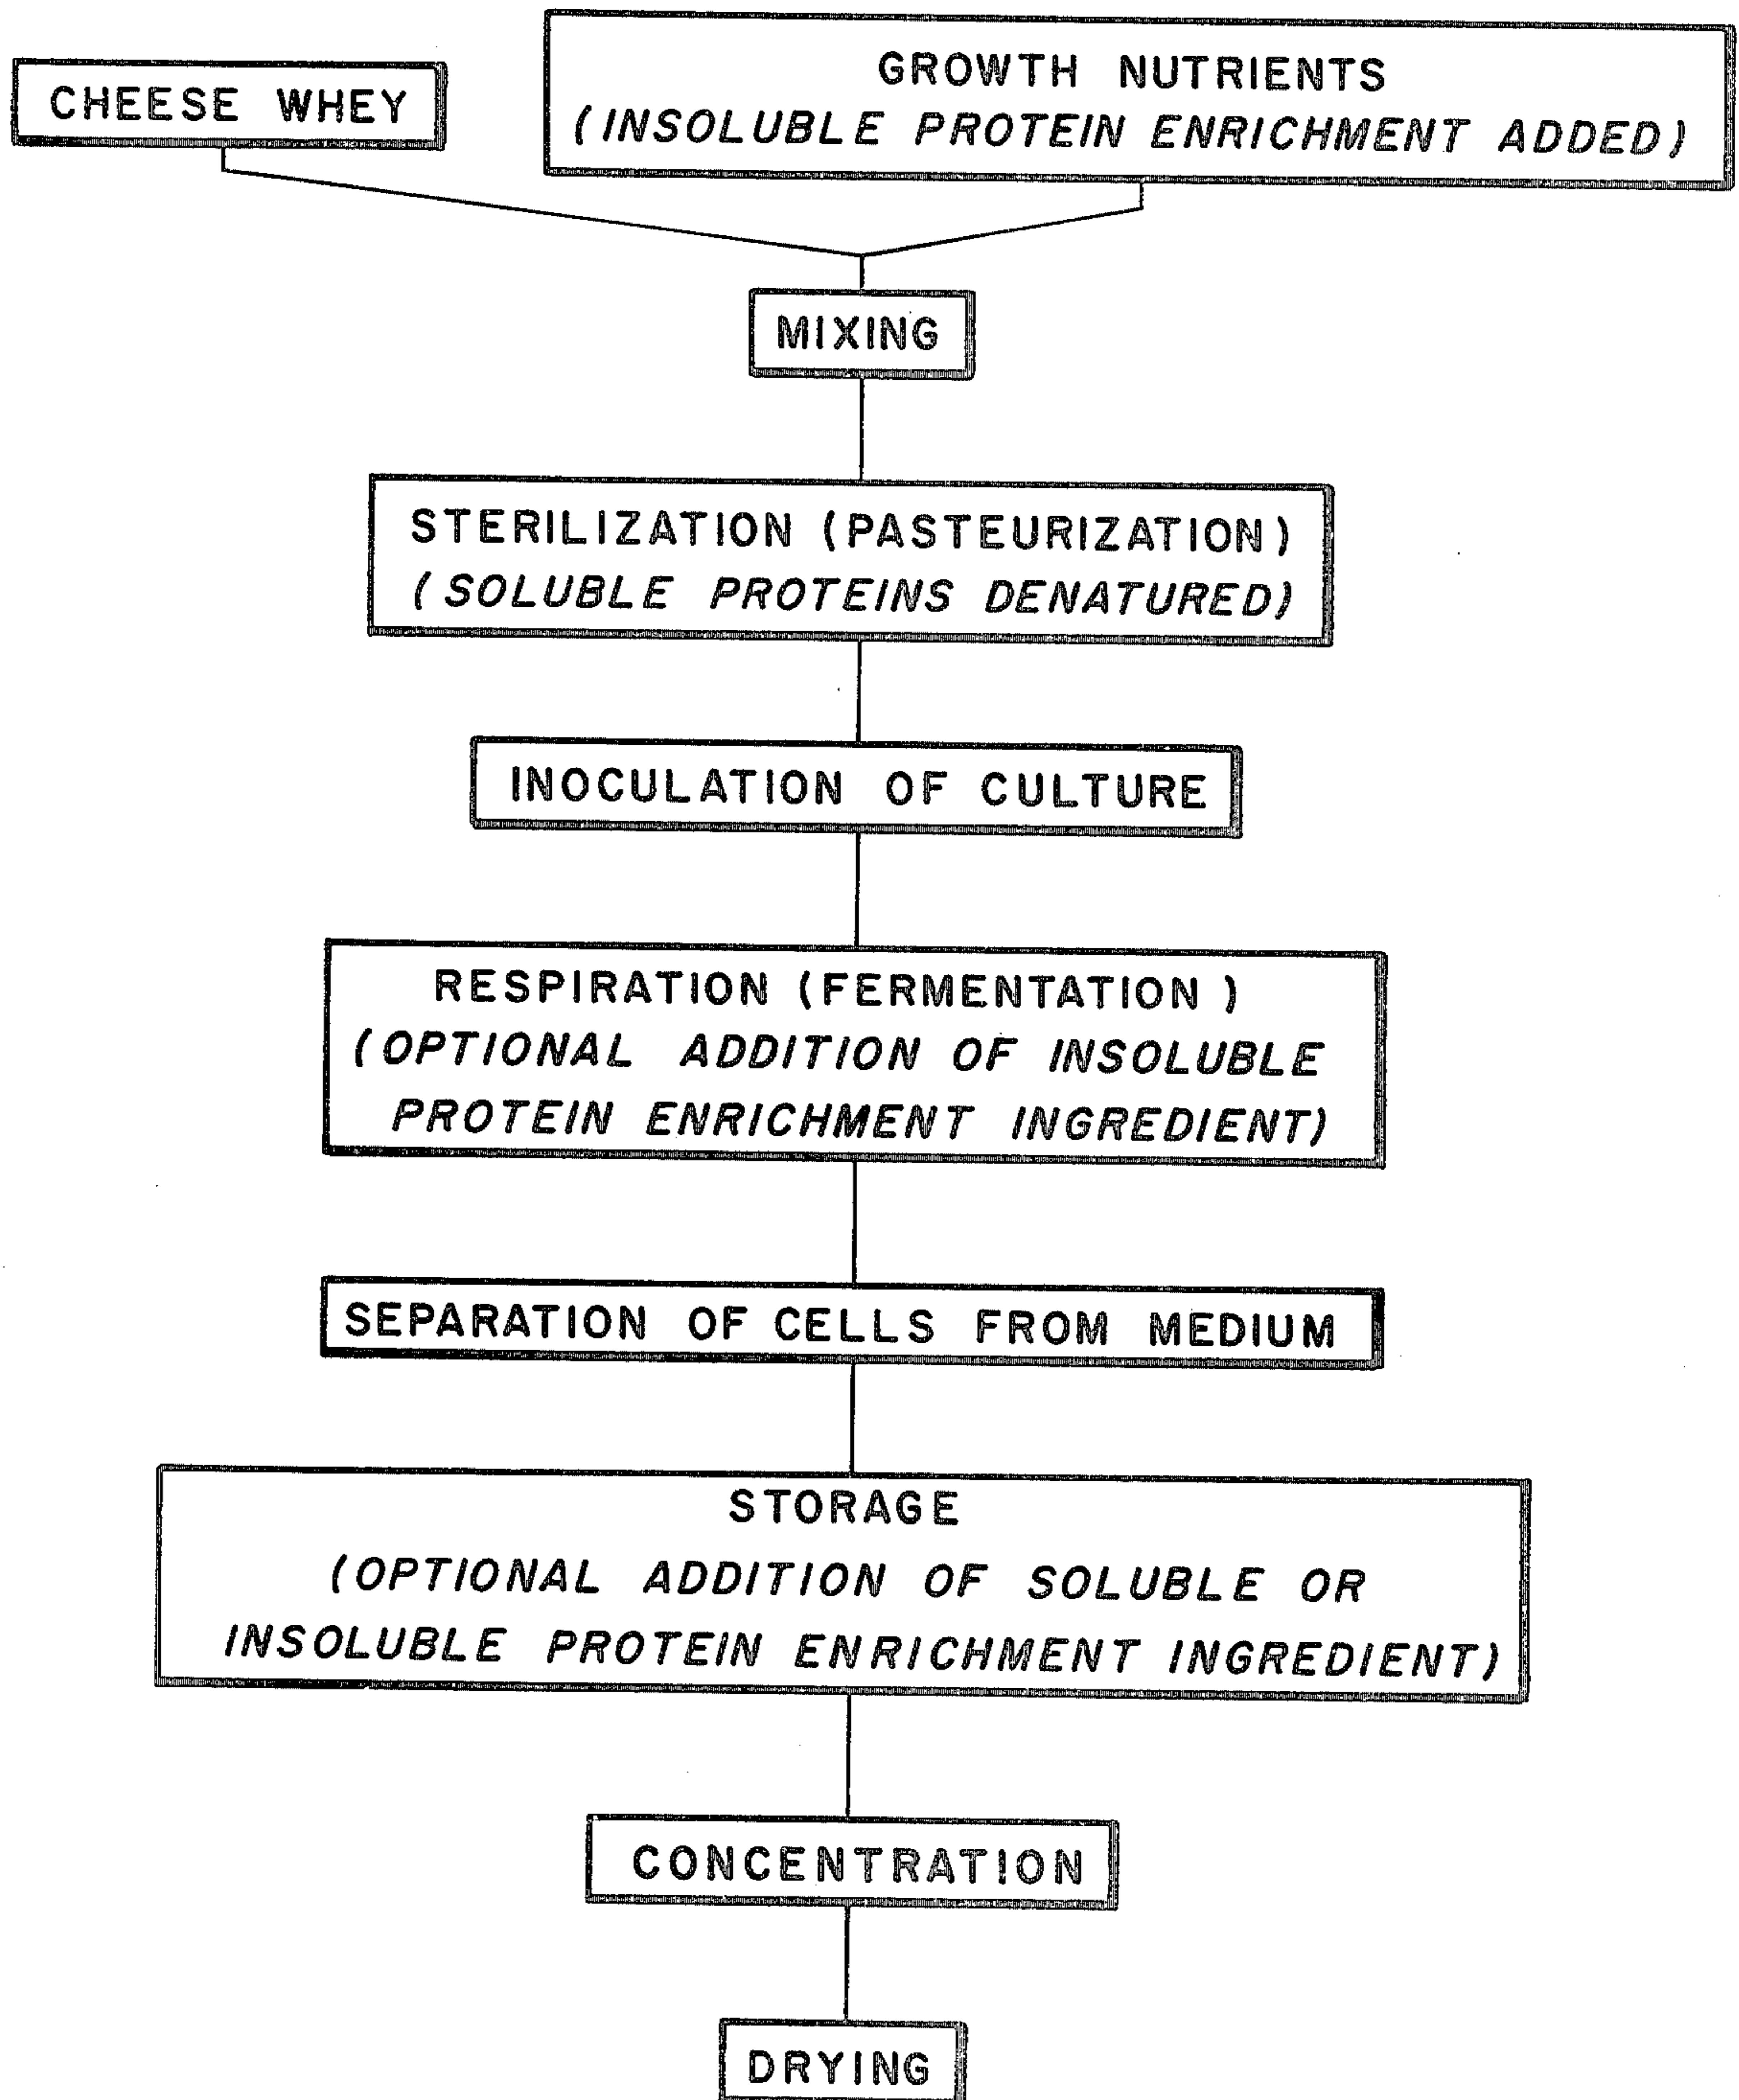 CHEESE WHEY
GROWTH NUTRIENTS
(INSOLUBLE PROTEIN ENRICHMENT ADDED)
MIXING
STERILIZATION (PASTEURIZATION)
(SOLUBLE PROTEINS DENATURED)
INOCULATION OF CULTURE
RESPIRATION (FERMENTATION)
(OPTIONAL ADDITION OF INSOLUBLE
PROTEIN ENRICHMENT INGREDIENT)
SEPARATION OF CELLS FROM MEDIUM
STORAGE
(OPTIONAL ADDITION OF SOLUBLE OR
INSOLUBLE PROTEIN ENRICHMENT INGREDIENT)
CONCENTRATION
DRYING